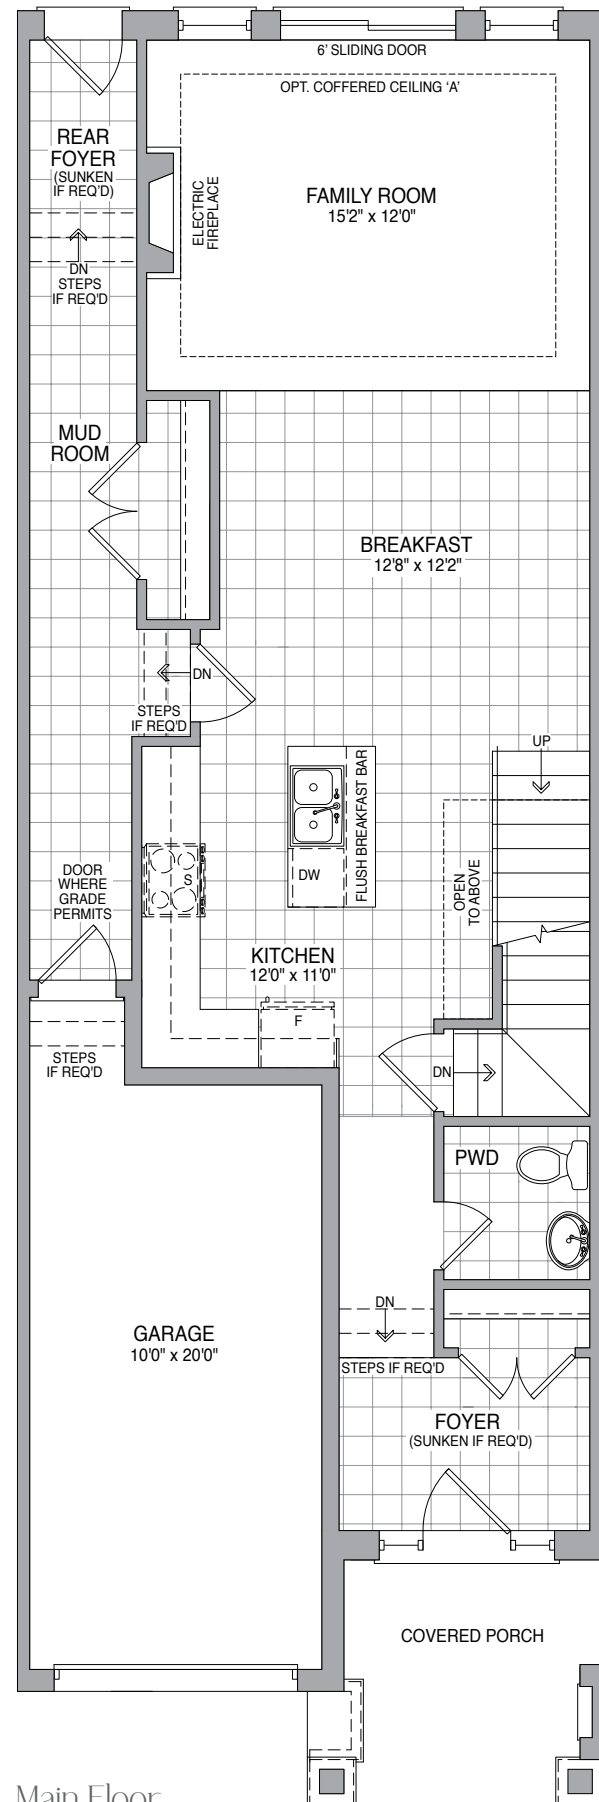 6' SLIDING DOOR
OPT. COFFERED CEILING ‘A’
REAR
FOYER
(SUNKEN
IF REQ'D)
ELECTRIC
FIREPLACE
FAMILY ROOM
15'2" x 12'0"
DN
STEPS
IF REQ'D
MUD
ROOM
BREAKFAST
12'8" x 12'2"
DN
STEPS
IF REQ'D
UP
FLUSH BREAKFAST BAR
DW
S
DOOR
WHERE
GRADE
PERMITS
OPEN
TO ABOVE
KITCHEN
12'0" x 11'0"
F
STEPS
IF REQ'D
DN
PWD
DN
STEPS IF REQ'D
GARAGE
10'0" x 20'0"
FOYER
(SUNKEN IF REQ'D)
COVERED PORCH
Main Floor